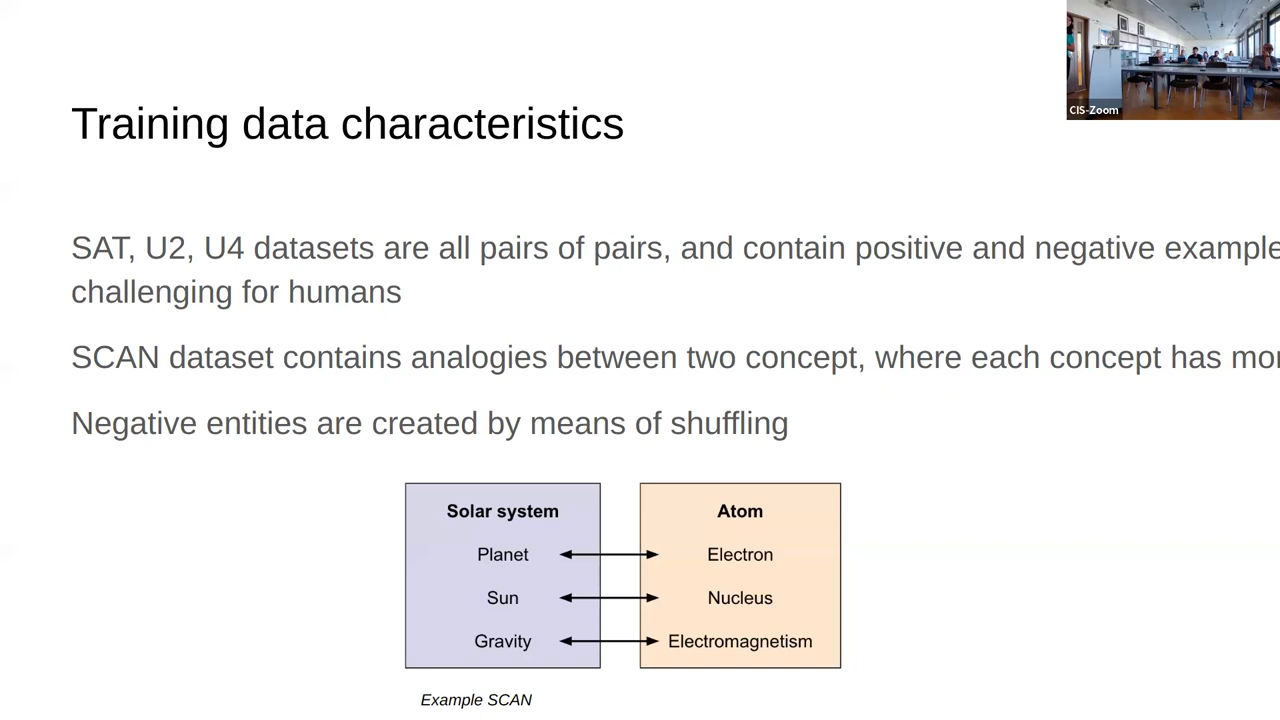 CIS-Zoom
Training data characteristics
SAT, U2, U4 datasets are all pairs of pairs, and contain positive and negative
challenging for humans
SCAN dataset contains analogies between two concept, where each concept has
Negative entities are created by means of shuffling
Solar system
Atom
Planet
Electron
Sun
Nucleus
Gravity
Electromagnetism
Example SCAN